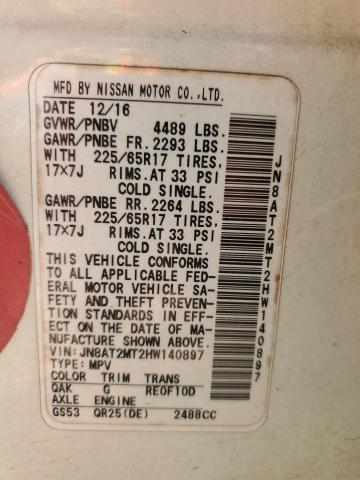 MFD BY NISSAN MOTOR CO.,LTD.
DATE 12/16
GVWR/PNBV 4489 LBS.
GAWR/PNBE FR. 2293 LBS.
WITH 225/65R17 TIRES,
17×7J RIMS. AT 33 PSI
COLD SINGLE.
GAWR/PNBE RR. 2264 LBS.
WITH 225/65R17 TIRES,
17×7J RIMS. AT 33 PSI
COLD SINGLE.
THIS VEHICLE CONFORMS
TO ALL APPLICABLE FED-
ERAL MOTOR VEHICLE SA-
FETY AND THEFT PREVEN-
TION STANDARDS IN EFF-
ECT ON THE DATE OF MA-
NUFACTURE SHOWN ABOVE.
VIN:JN8AT2MT2HW140897
TYPE: MPV
COLOR TRIM TRANS
QAK G RE0F10D
AXLE ENGINE
GS53 QR25(DE) 2488CC
JN8AT2MT2HW140897